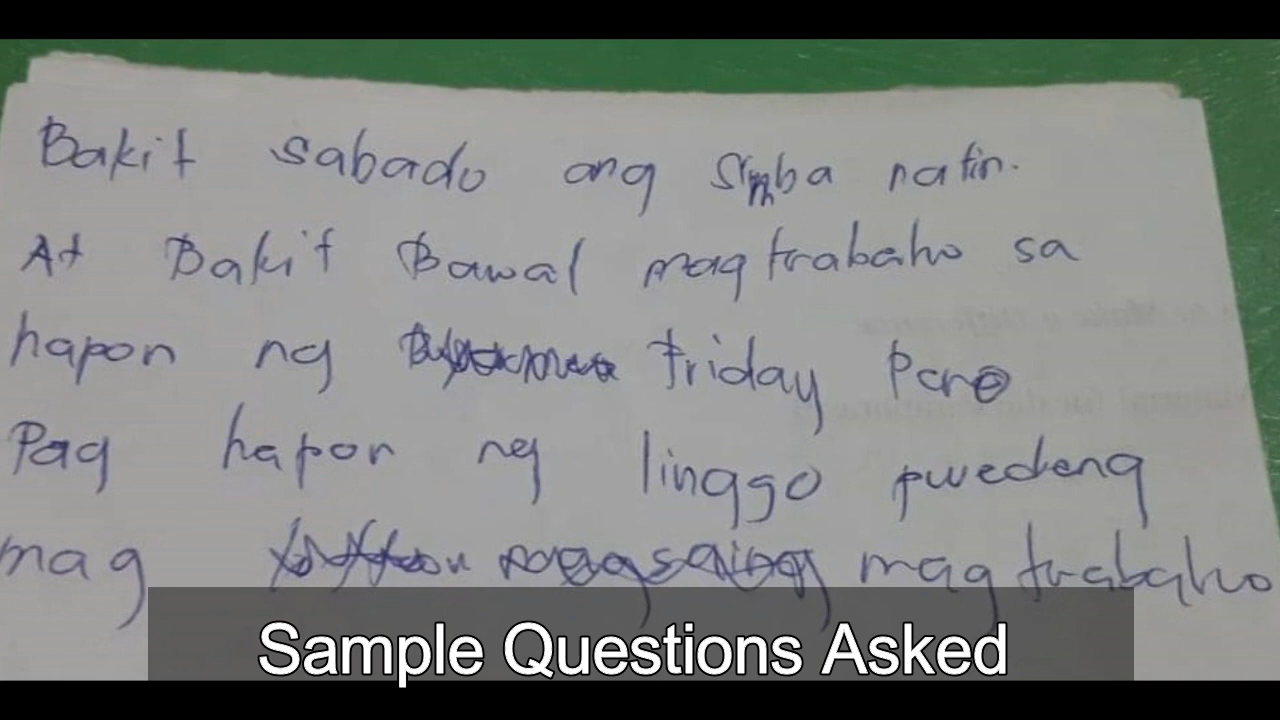 Bakit sabado ang Simba natin.
At Bakit Bawal magtrabaho sa
hapon ng Friday Pero
Pag hapon ng linggo pwedeng
mag magtrabaho
Sample Questions Asked